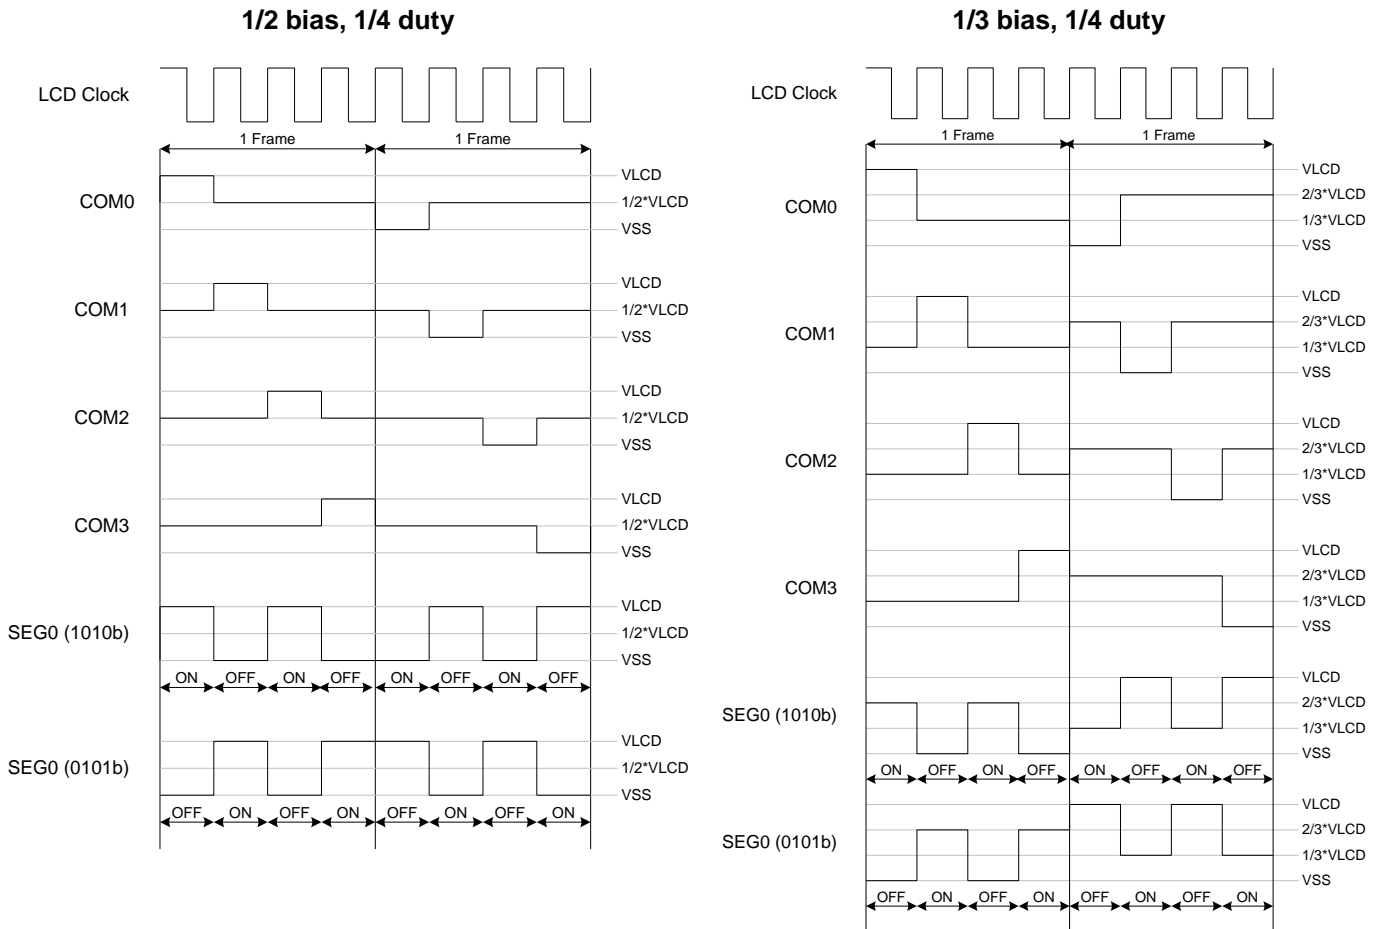 1/2 bias, 1/4 duty
LCD Clock
1 Frame 1 Frame
COM0
VLCD
1/2*VLCD
VSS
COM1
VLCD
1/2*VLCD
VSS
COM2
VLCD
1/2*VLCD
VSS
COM3
VLCD
1/2*VLCD
VSS
SEG0 (1010b)
VLCD
1/2*VLCD
VSS
ON OFF ON OFF ON OFF ON OFF
SEG0 (0101b)
VLCD
1/2*VLCD
VSS
OFF ON OFF ON OFF ON OFF ON
1/3 bias, 1/4 duty
LCD Clock
1 Frame 1 Frame
COM0
VLCD
2/3*VLCD
1/3*VLCD
VSS
COM1
VLCD
2/3*VLCD
1/3*VLCD
VSS
COM2
VLCD
2/3*VLCD
1/3*VLCD
VSS
COM3
VLCD
2/3*VLCD
1/3*VLCD
VSS
SEG0 (1010b)
VLCD
2/3*VLCD
1/3*VLCD
VSS
ON OFF ON OFF ON OFF ON OFF
SEG0 (0101b)
VLCD
2/3*VLCD
1/3*VLCD
VSS
OFF ON OFF ON OFF ON OFF ON